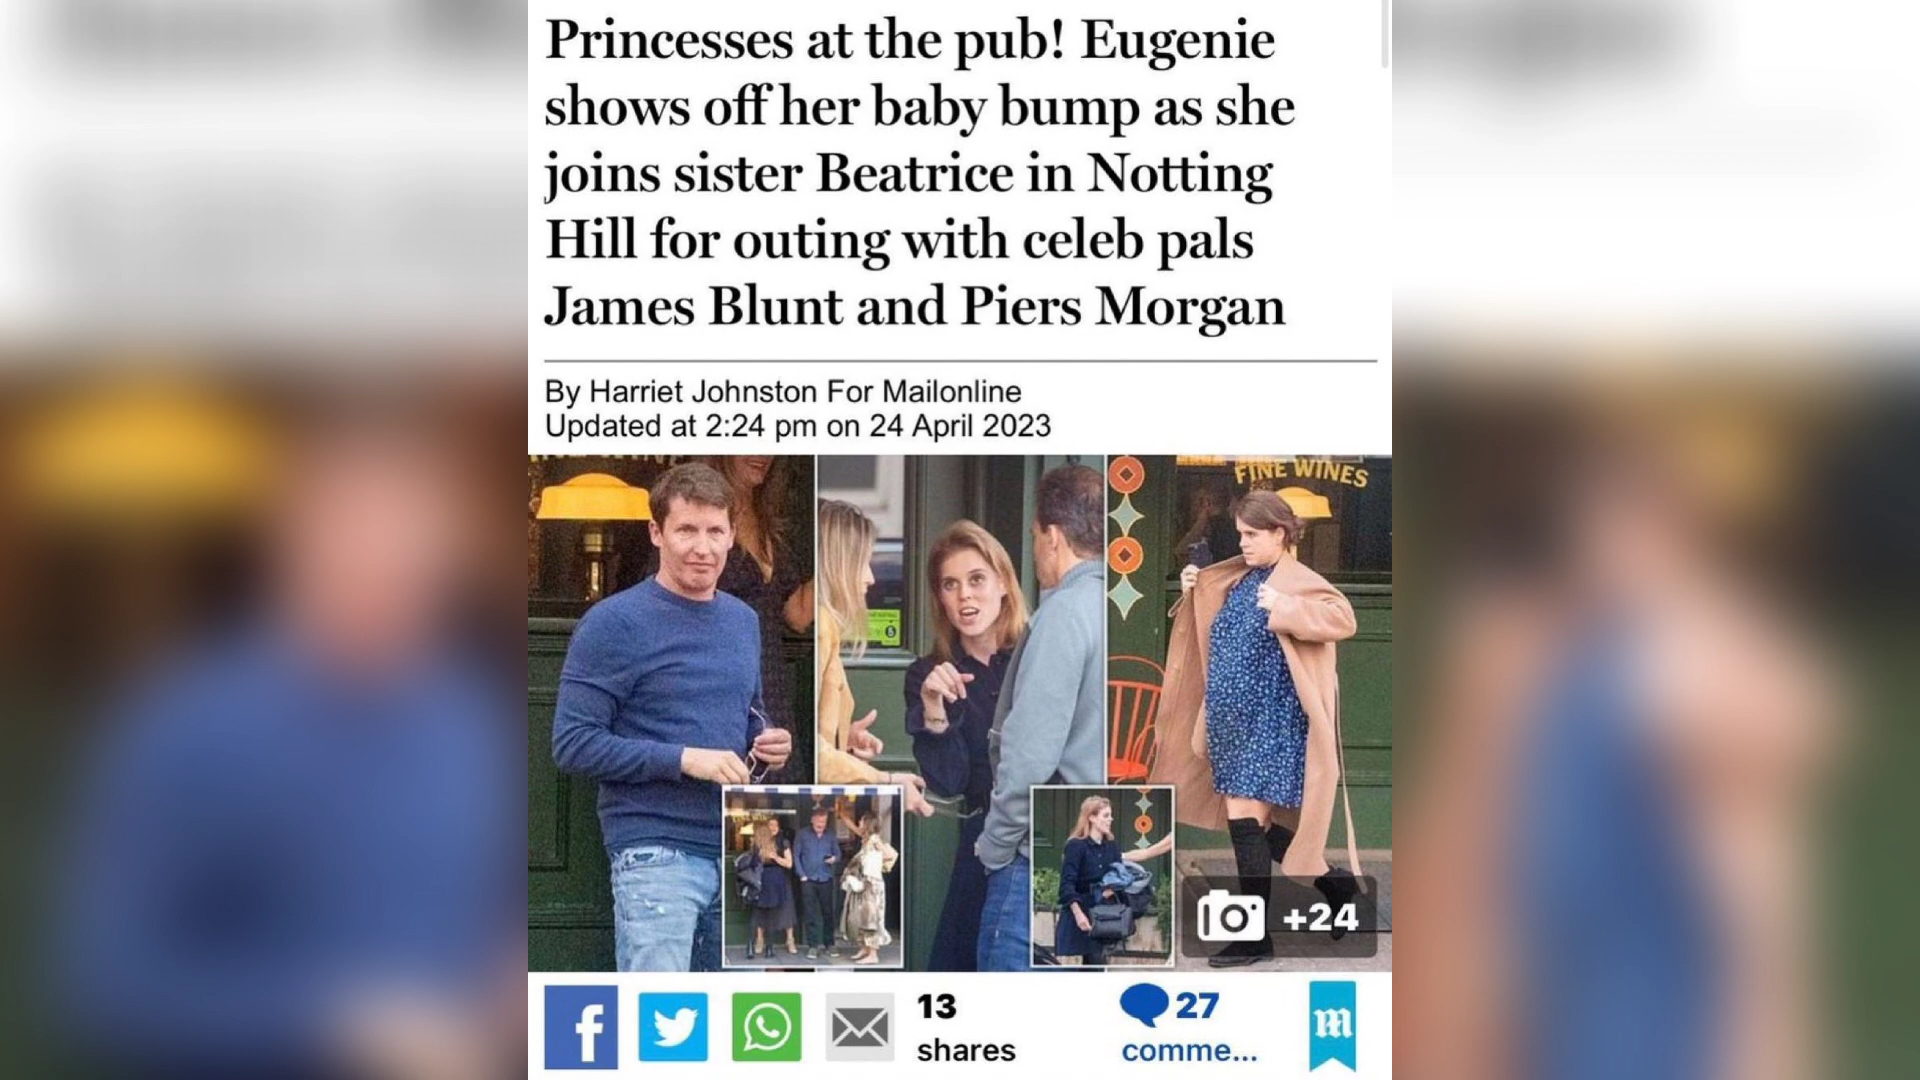 Princesses at the pub! Eugenie
shows off her baby bump as she
joins sister Beatrice in Notting
Hill for outing with celeb pals
James Blunt and Piers Morgan
By Harriet Johnston For Mailonline
Updated at 2:24 pm on 24 April 2023
FINE WINES
5
+24
13
shares
27
comme...